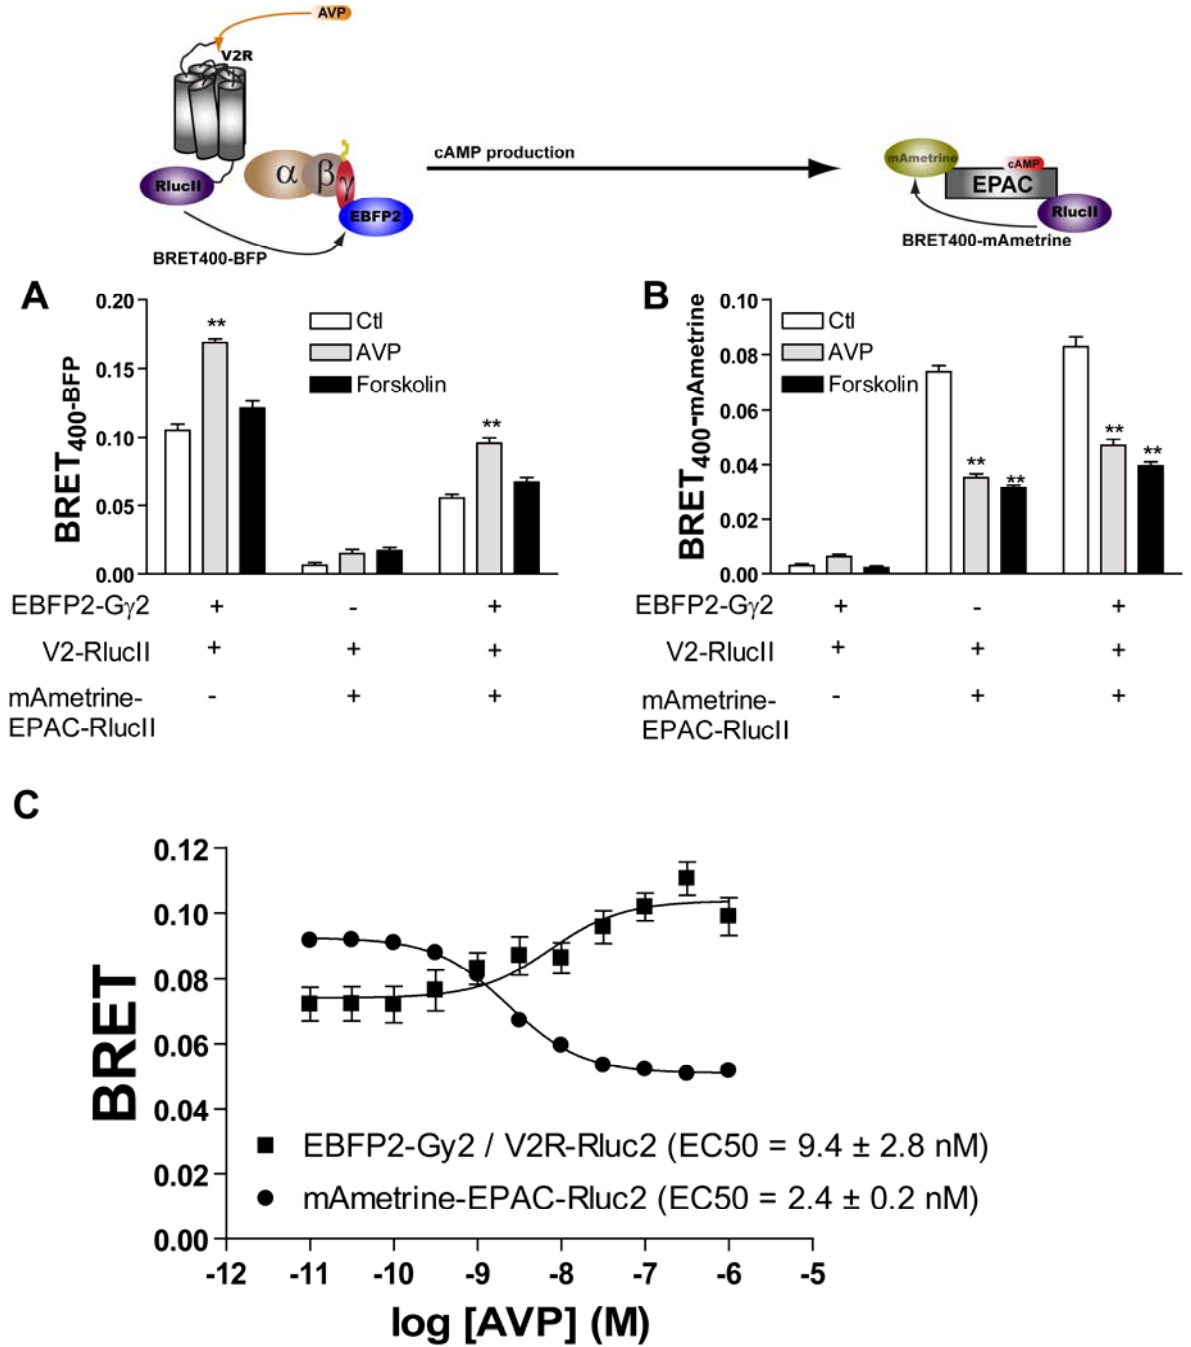 AVP
V2R
RlucII
α
β
γ
EBFP2
BRET400-BFP
cAMP production
mAmetrine
cAMP
EPAC
RlucII
BRET400-mAmetrine
A
BRET400-BFP
0.20
0.15
0.10
0.05
0.00
Ctl
AVP
Forskolin
**
**
EBFP2-Gγ2 + - +
V2-RlucII + + +
mAmetrine- - + +
EPAC-RlucII
B
BRET400-mAmetrine
0.10
0.08
0.06
0.04
0.02
0.00
Ctl
AVP
Forskolin
**
**
**
**
EBFP2-Gγ2 + - +
V2-RlucII + + +
mAmetrine- - + +
EPAC-RlucII
C
BRET
0.12
0.10
0.08
0.06
0.04
0.02
0.00
EBFP2-Gy2 / V2R-Rluc2 (EC50 = 9.4 ± 2.8 nM)
mAmetrine-EPAC-Rluc2 (EC50 = 2.4 ± 0.2 nM)
-12 -11 -10 -9 -8 -7 -6 -5
log [AVP] (M)